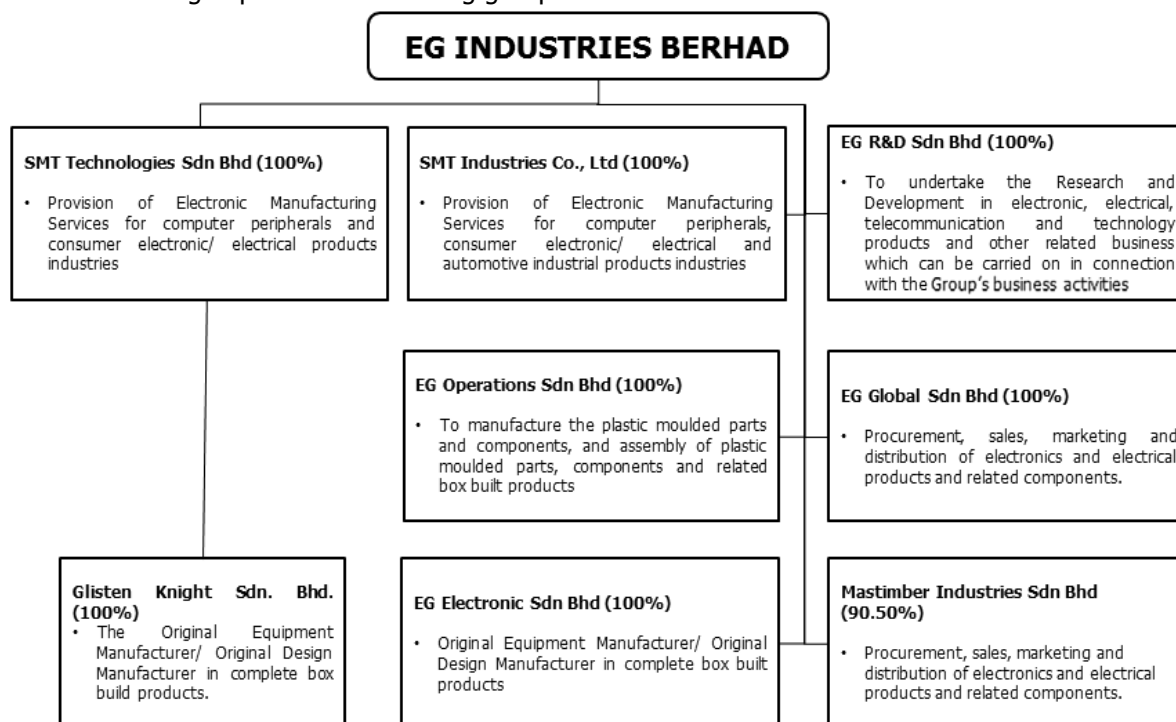 EG INDUSTRIES BERHAD
SMT Technologies Sdn Bhd (100%)
• Provision of Electronic Manufacturing
Services for computer peripherals and
consumer electronic/ electrical products
industries
SMT Industries Co., Ltd (100%)
• Provision of Electronic Manufacturing
Services for computer peripherals,
consumer electronic/ electrical and
automotive industrial products industries
EG R&D Sdn Bhd (100%)
• To undertake the Research and
Development in electronic, electrical,
telecommunication and technology
products and other related business
which can be carried on in connection
with the Group's business activities
EG Operations Sdn Bhd (100%)
• To manufacture the plastic moulded parts
and components, and assembly of plastic
moulded parts, components and related
box built products
EG Global Sdn Bhd (100%)
• Procurement, sales, marketing and
distribution of electronics and electrical
products and related components.
Glisten Knight Sdn. Bhd.
(100%)
• The Original Equipment
Manufacturer/ Original Design
Manufacturer in complete box
build products.
EG Electronic Sdn Bhd (100%)
• Original Equipment Manufacturer/ Original
Design Manufacturer in complete box built
products
Mastimber Industries Sdn Bhd
(90.50%)
• Procurement, sales, marketing and
distribution of electronics and electrical
products and related components.